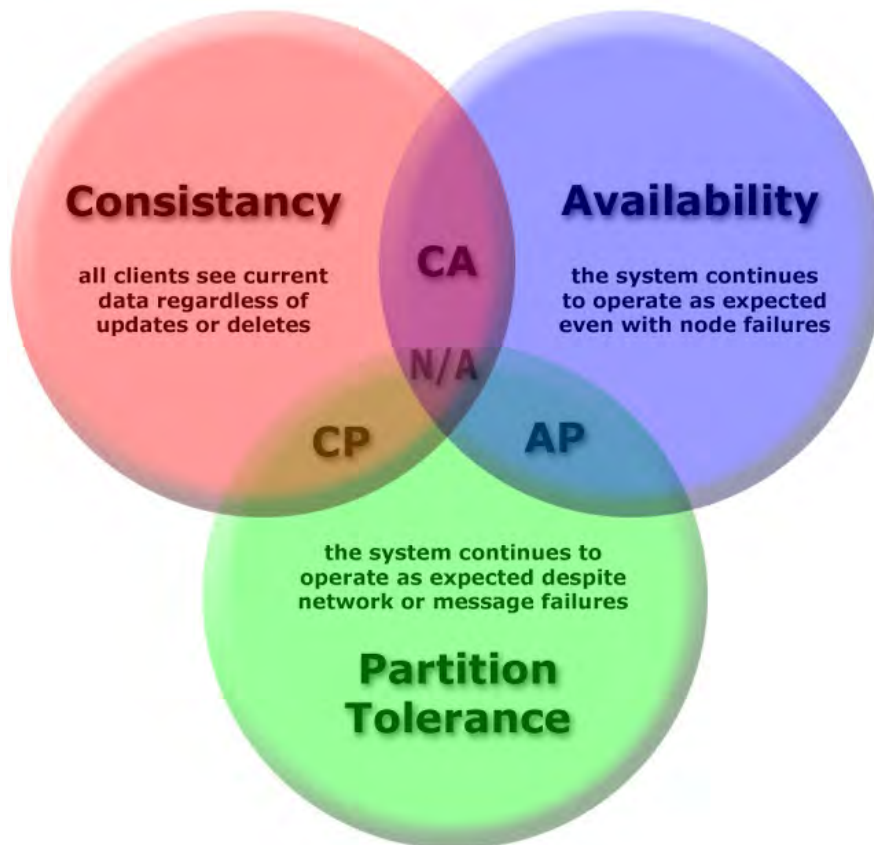 Consistancy
all clients see current
data regardless of
updates or deletes
Availability
the system continues
to operate as expected
even with node failures
CA
N/A
CP
AP
the system continues to
operate as expected despite
network or message failures
Partition
Tolerance